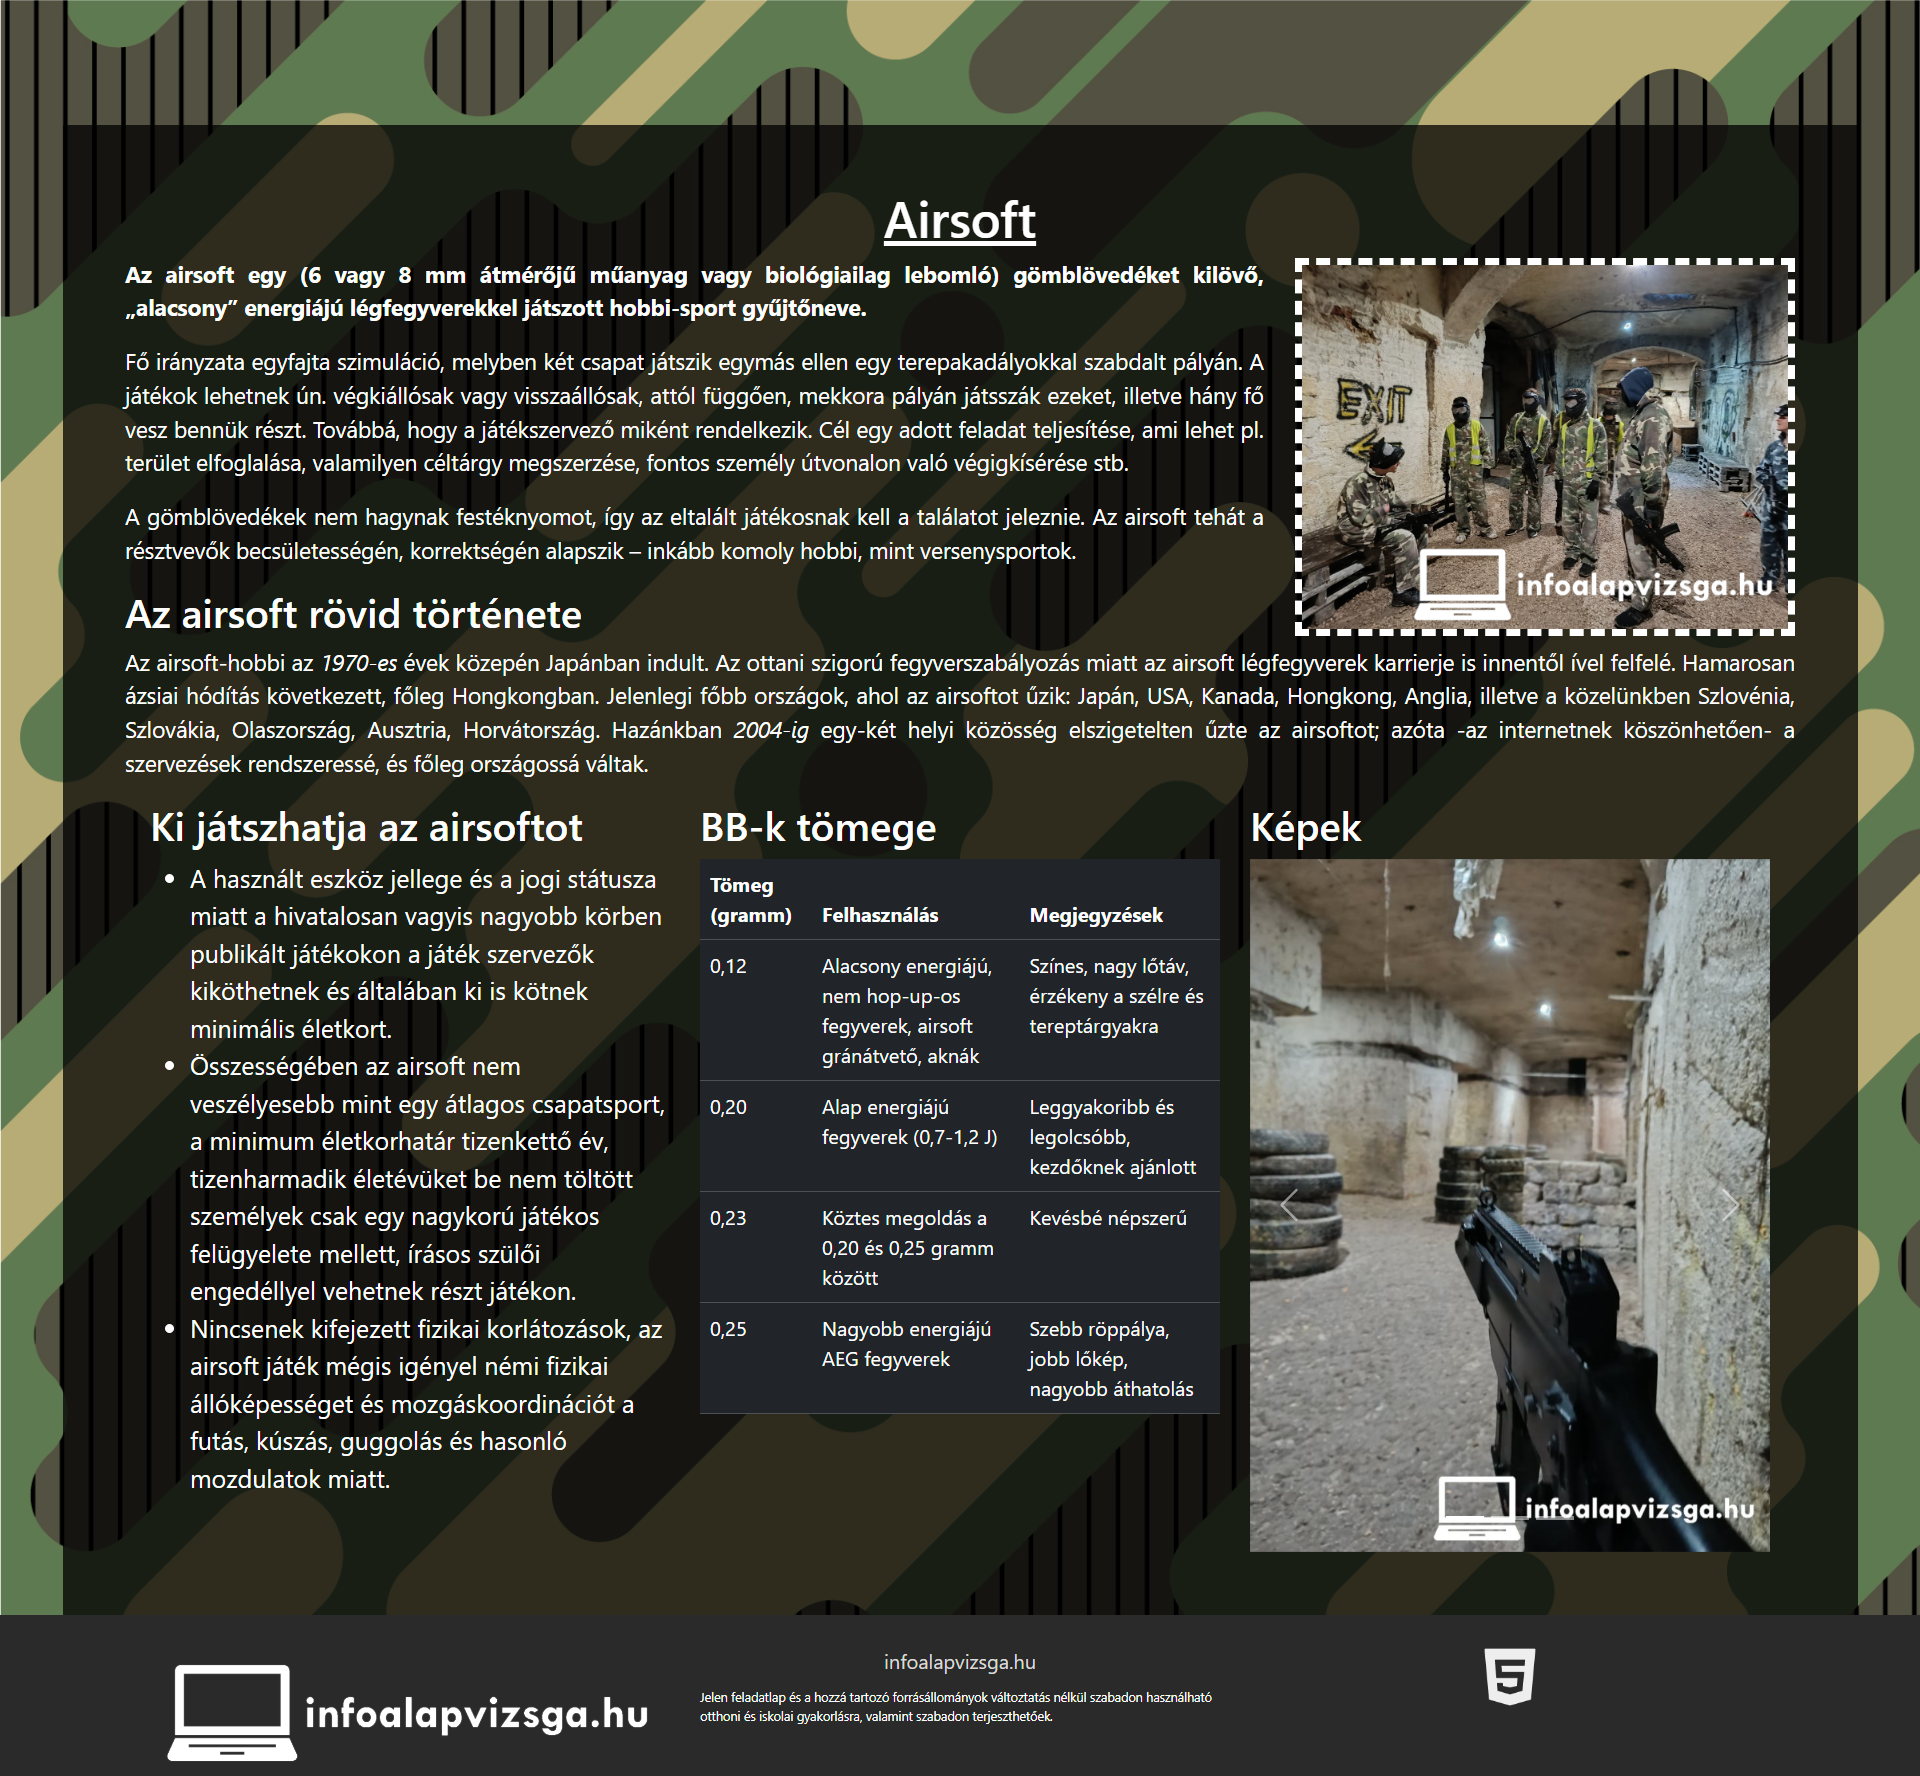 Airsoft
Az airsoft egy (6 vagy 8 mm átmérőjű műanyag vagy biológiailag lebomló) gömblövedéket kilövő,
„alacsony” energiájú légfegyverekkel játszott hobbi-sport gyűjtőneve.
Fő irányzata egyfajta szimuláció, melyben két csapat játszik egymás ellen egy terepakadályokkal szabdalt pályán. A
játékok lehetnek ún. végkiállósak vagy visszaállósak, attól függően, mekkora pályán játsszák ezeket, illetve hány fő
vesz bennük részt. Továbbá, hogy a játékszervező miként rendelkezik. Cél egy adott feladat teljesítése, ami lehet pl.
terület elfoglalása, valamilyen céltárgy megszerzése, fontos személy útvonalon való végigkísérése stb.
A gömblövedékek nem hagynak festéknyomot, így az eltalált játékosnak kell a találatot jeleznie. Az airsoft tehát a
résztvevők becsületességén, korrektségén alapszik – inkább komoly hobbi, mint versenysportok.
EXIT
infoalapvizsga.hu
Az airsoft rövid története
Az airsoft-hobbi az 1970-es évek közepén Japánban indult. Az ottani szigorú fegyverszabályozás miatt az airsoft légfegyverek karrierje is innentől ível felfelé. Hamarosan
ázsiai hódítás következett, főleg Hongkongban. Jelenlegi főbb országok, ahol az airsoftot űzik: Japán, USA, Kanada, Hongkong, Anglia, illetve a közelünkben Szlovénia,
Szlovákia, Olaszország, Ausztria, Horvátország. Hazánkban 2004-ig egy-két helyi közösség elszigetelten űzte az airsoftot; azóta -az internetnek köszönhetően- a
szervezések rendszeressé, és főleg országossá váltak.
Ki játszhatja az airsoftot
• A használt eszköz jellege és a jogi státusza
miatt a hivatalosan vagyis nagyobb körben
publikált játékokon a játék szervezők
kiköthetnek és általában ki is kötnek
minimális életkort.
• Összességében az airsoft nem
veszélyesebb mint egy átlagos csapatsport,
a minimum életkorhatár tizenkettő év,
tizenharmadik életévüket be nem töltött
személyek csak egy nagykorú játékos
felügyelete mellett, írásos szülői
engedéllyel vehetnek részt játékon.
• Nincsenek kifejezett fizikai korlátozások, az
airsoft játék mégis igényel némi fizikai
állóképességet és mozgáskoordinációt a
futás, kúszás, guggolás és hasonló
mozdulatok miatt.
BB-k tömege
Tömeg
(gramm) Felhasználás Megjegyzések
0,12 Alacsony energiájú, Színes, nagy lőtáv,
nem hop-up-os érzékeny a szélre és
fegyverek, airsoft tereptárgyakra
gránátvető, aknák
0,20 Alap energiájú Leggyakoribb és
fegyverek (0,7-1,2 J) legolcsóbb,
kezdőknek ajánlott
0,23 Köztes megoldás a Kevésbé népszerű
0,20 és 0,25 gramm
között
0,25 Nagyobb energiájú Szebb röppálya,
AEG fegyverek jobb lőkép,
nagyobb áthatolás
Képek
infoalapvizsga.hu
infoalapvizsga.hu
infoalapvizsga.hu
Jelen feladatlap és a hozzá tartozó forrásállományok változtatás nélkül szabadon használható
otthoni és iskolai gyakorlásra, valamint szabadon terjeszthetőek.
5